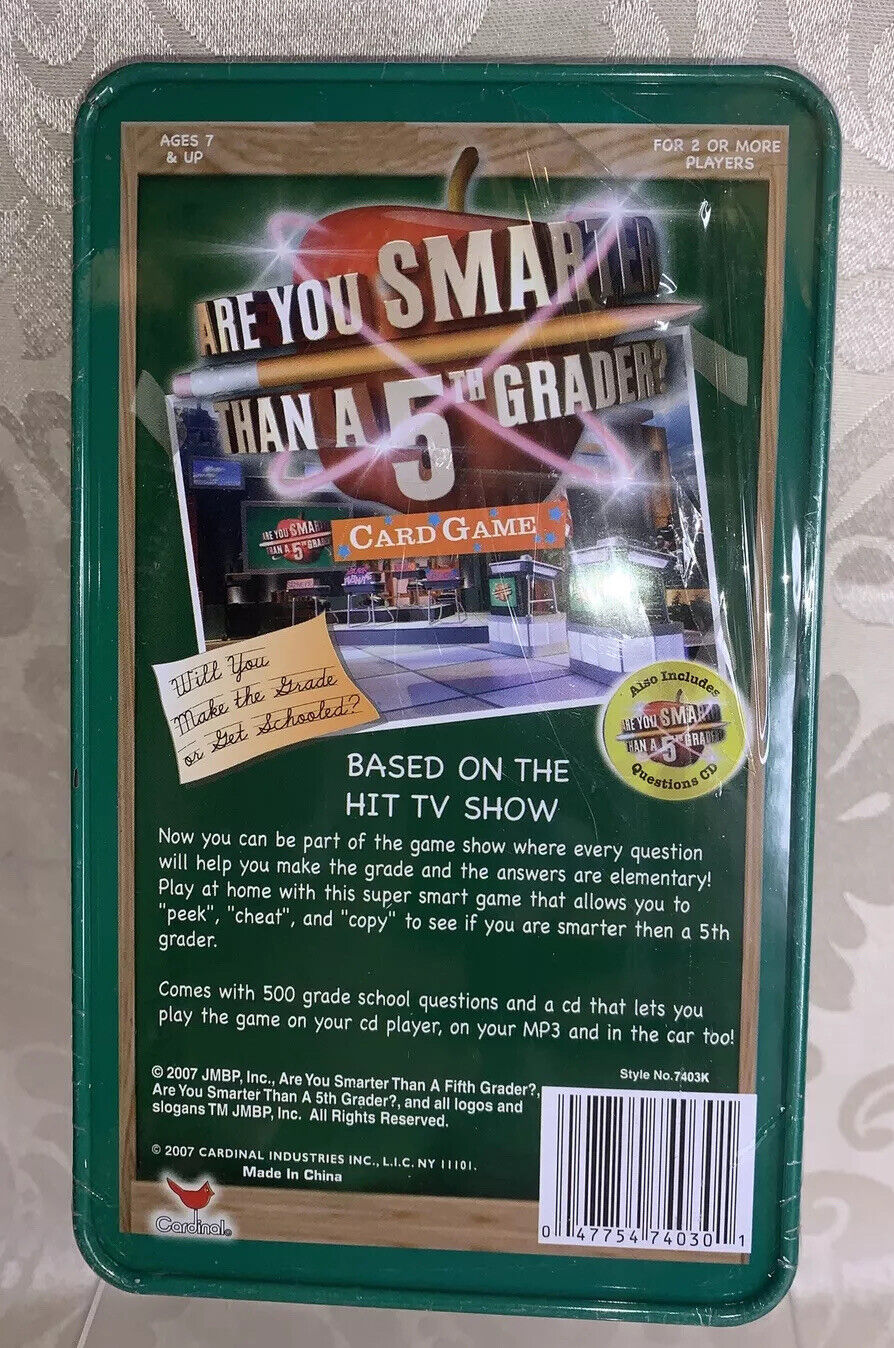 AGES 7
& UP
FOR 2 OR MORE
PLAYERS
ARE YOU SMARTER
THAN A 5TH GRADER?
ARE YOU SMAR
THAN A 5TH GRADE
CARD GAME
Will You
Make the Grade
or Get Schooled?
Also Includes
ARE YOU SMAR
THAN A 5TH GRADER
Questions CD
BASED ON THE
HIT TV SHOW
Now you can be part of the game show where every question
will help you make the grade and the answers are elementary!
Play at home with this super smart game that allows you to
"peek", "cheat", and "copy" to see if you are smarter then a 5th
grader.
Comes with 500 grade school questions and a cd that lets you
play the game on your cd player, on your MP3 and in the car too!
© 2007 JMBP, Inc., Are You Smarter Than A Fifth Grader?,
Are You Smarter Than A 5th Grader?, and all logos and
slogans TM JMBP, Inc. All Rights Reserved.
Style No.7403K
© 2007 CARDINAL INDUSTRIES INC., L.I.C. NY 11101.
Made In China
Cardinal®
0 47754 74030 1